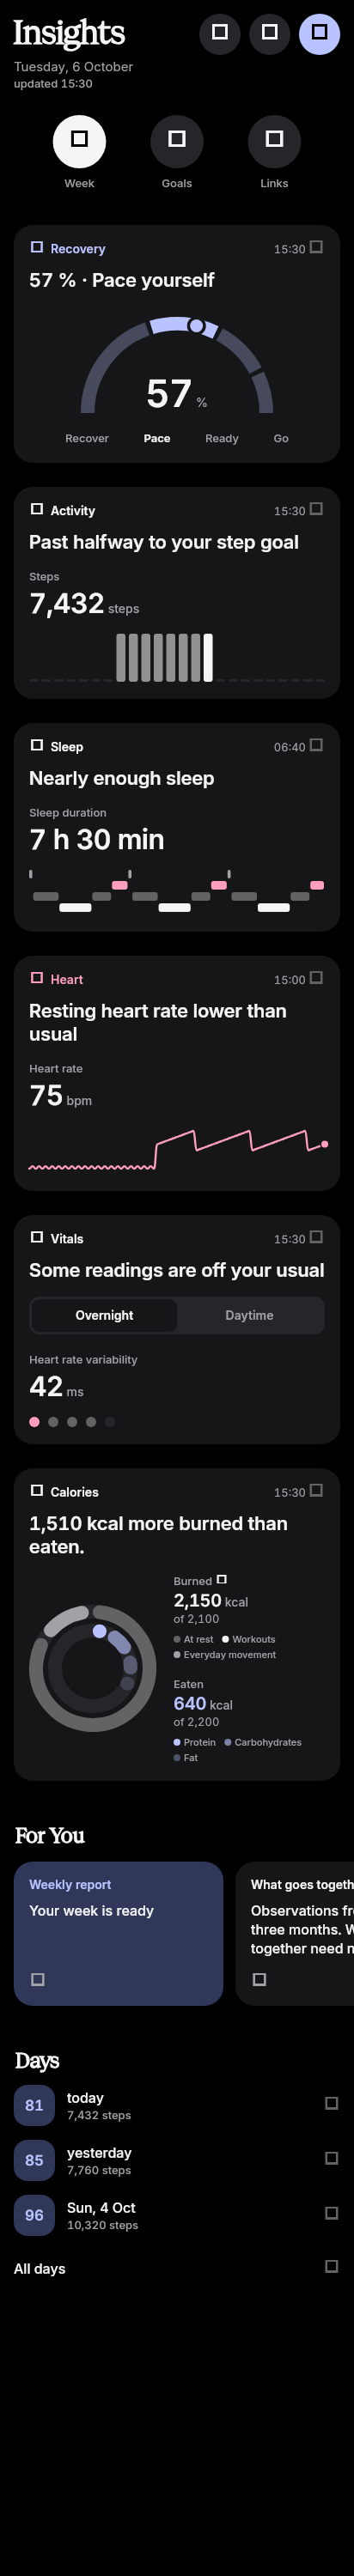 Insights
Tuesday, 6 October
updated 15:30
Week
Goals
Links
Recovery
15:30
57 % · Pace yourself
57 %
Recover
Pace
Ready
Go
Activity
15:30
Past halfway to your step goal
Steps
7,432 steps
Sleep
06:40
Nearly enough sleep
Sleep duration
7 h 30 min
Heart
15:00
Resting heart rate lower than
usual
Heart rate
75 bpm
Vitals
15:30
Some readings are off your usual
Overnight
Daytime
Heart rate variability
42 ms
Calories
15:30
1,510 kcal more burned than
eaten.
Burned
2,150 kcal
of 2,100
At rest
Workouts
Everyday movement
Eaten
640 kcal
of 2,200
Protein
Carbohydrates
Fat
For You
Weekly report
Your week is ready
What goes
Observations
three months.
together need
Days
81
today
7,432 steps
85
yesterday
7,760 steps
96
Sun, 4 Oct
10,320 steps
All days